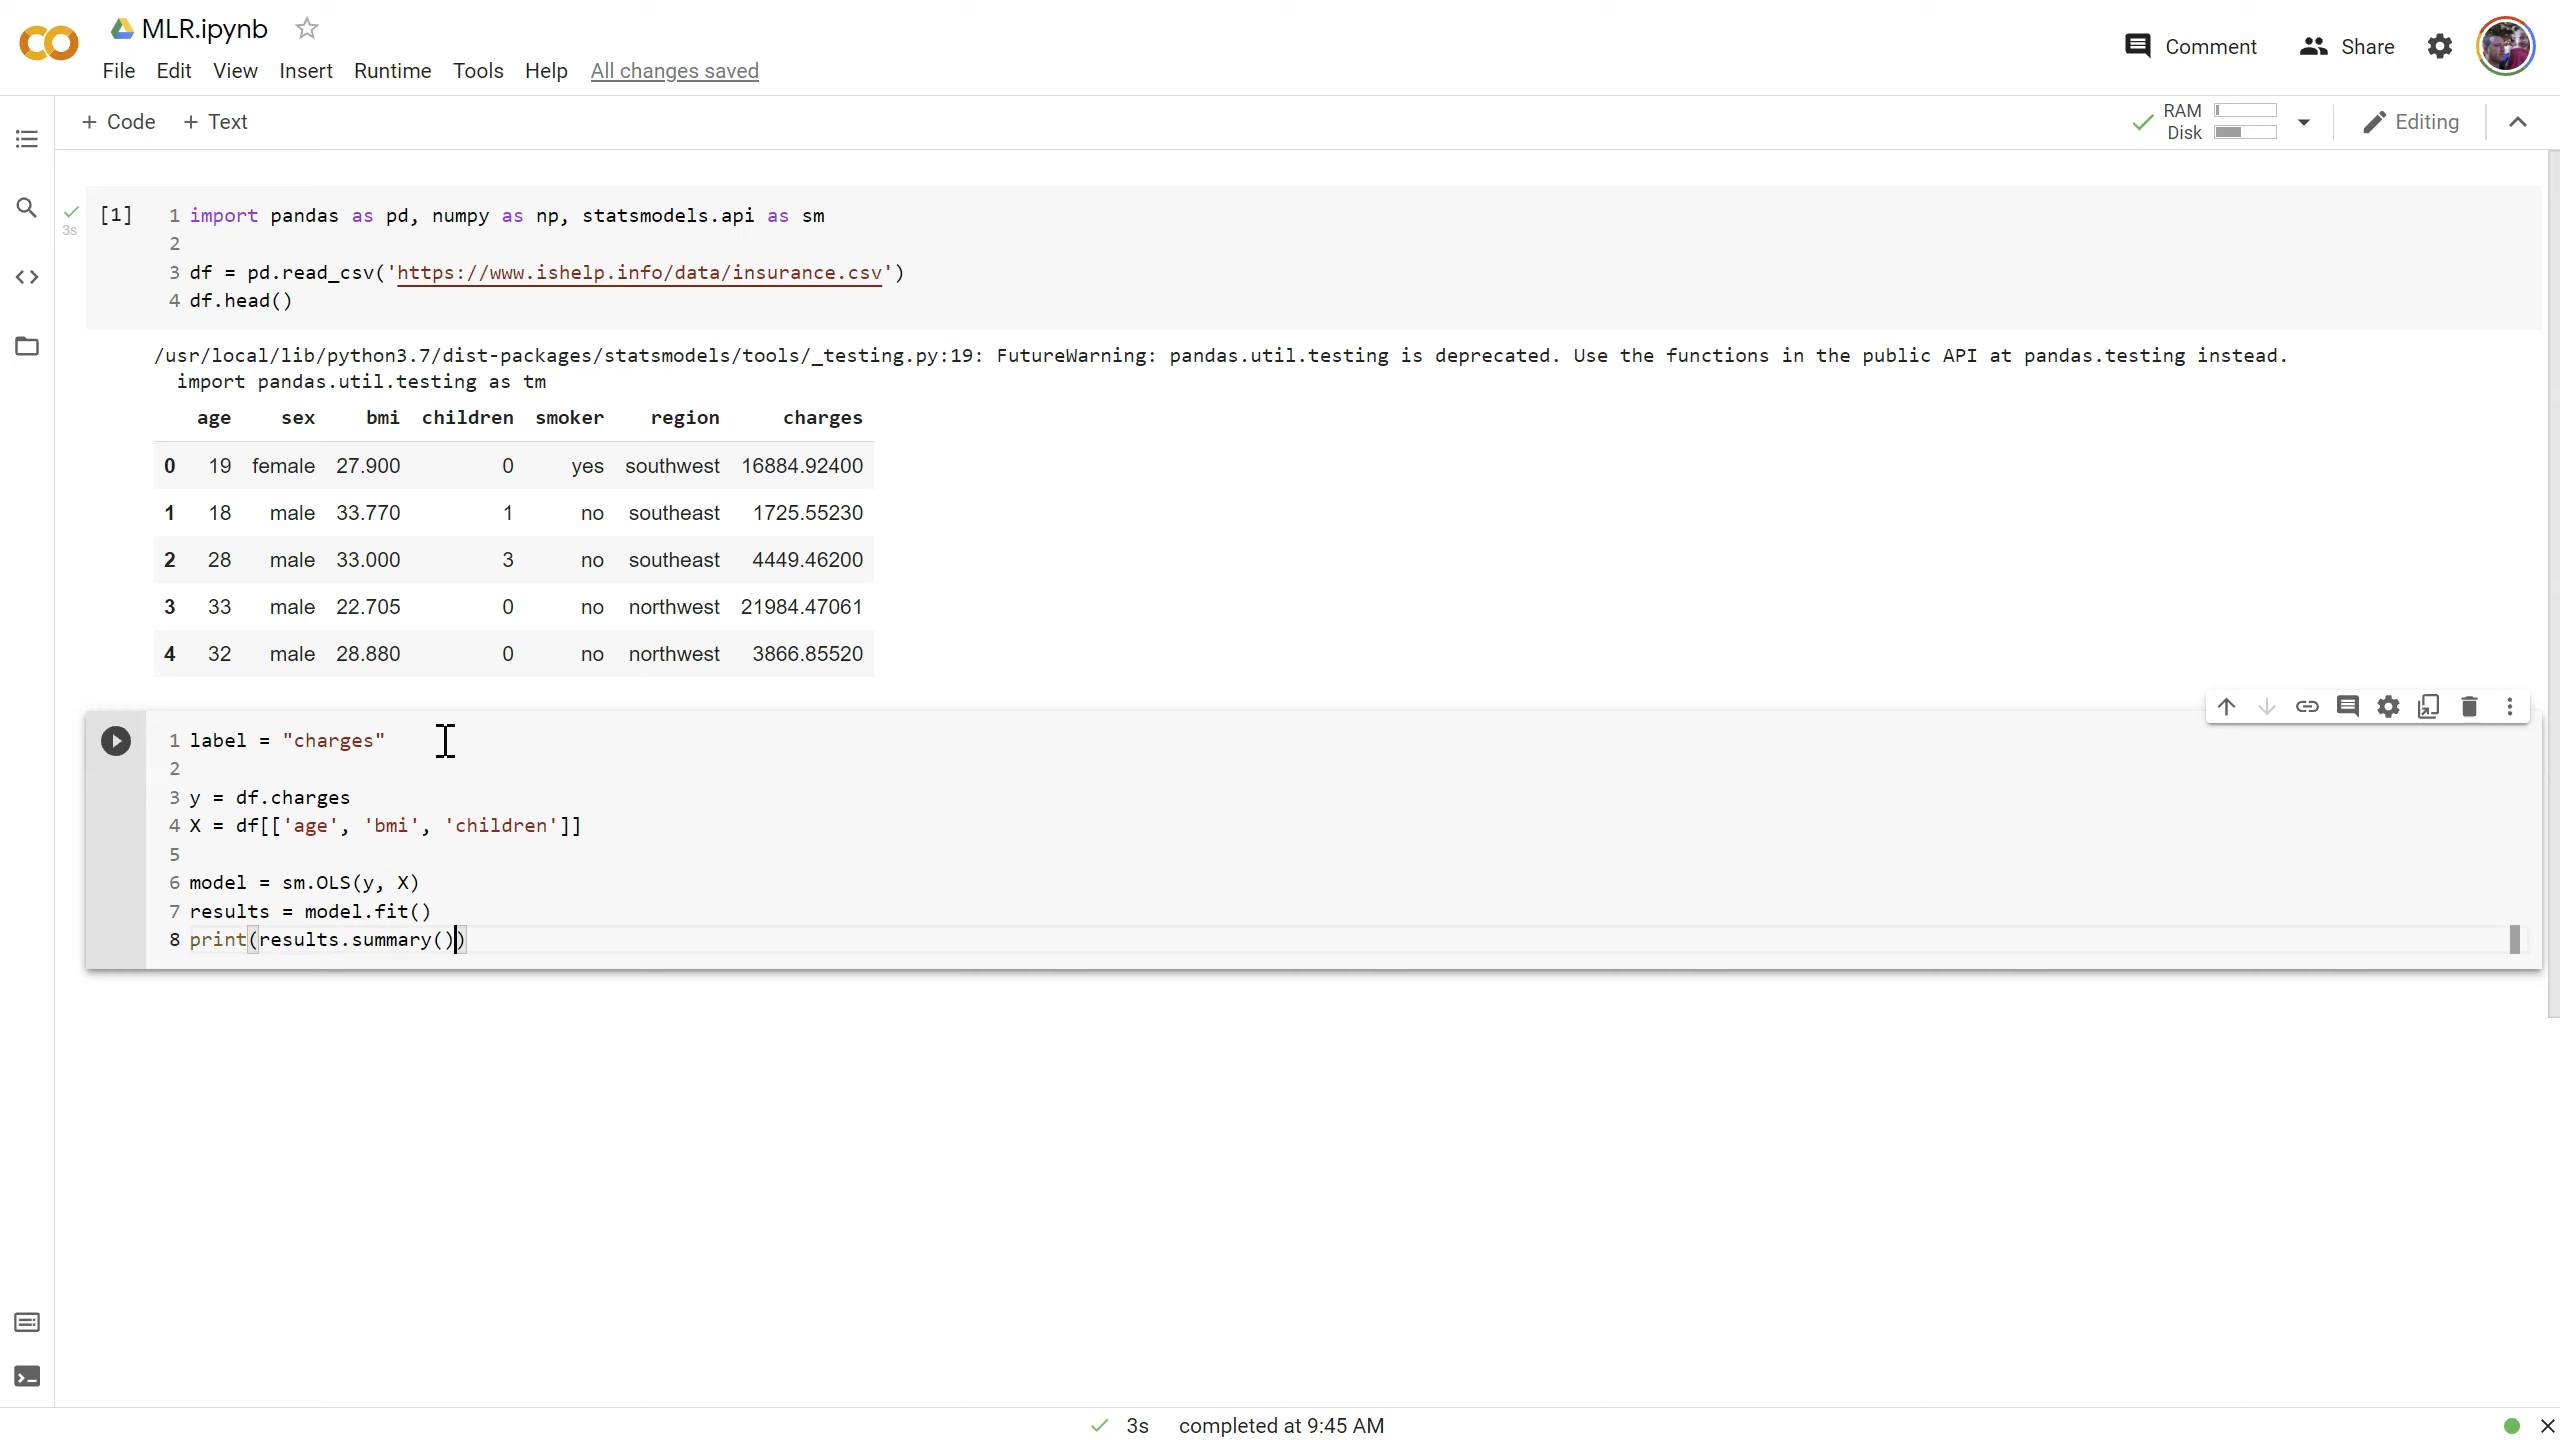 MLR.ipynb
File Edit View Insert Runtime Tools Help All changes saved
Comment Share
+ Code + Text
RAM
Disk
Editing
3s
[1]
1 import pandas as pd, numpy as np, statsmodels.api as sm
2
3 df = pd.read_csv('https://www.ishelp.info/data/insurance.csv')
4 df.head()
/usr/local/lib/python3.7/dist-packages/statsmodels/tools/_testing.py:19: FutureWarning: pandas.util.testing is deprecated. Use the functions in the public API at pandas.testing instead.
import pandas.util.testing as tm
age sex bmi children smoker region charges
0 19 female 27.900 0 yes southwest 16884.92400
1 18 male 33.770 1 no southeast 1725.55230
2 28 male 33.000 3 no southeast 4449.46200
3 33 male 22.705 0 no northwest 21984.47061
4 32 male 28.880 0 no northwest 3866.85520
1 label = "charges"
2
3 y = df.charges
4 X = df[['age', 'bmi', 'children']]
5
6 model = sm.OLS(y, X)
7 results = model.fit()
8 print(results.summary())
3s completed at 9:45 AM